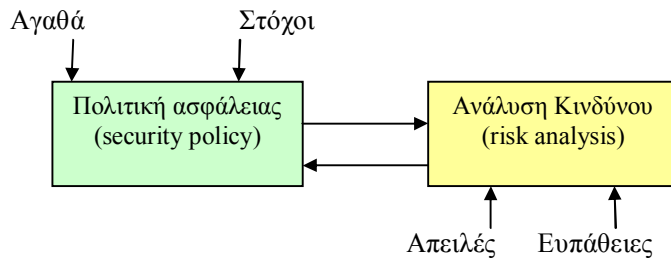 Αγαθά
Στόχοι
Πολιτική ασφάλειας
(security policy)
Ανάλυση Κινδύνου
(risk analysis)
Απειλές
Ευπάθειες